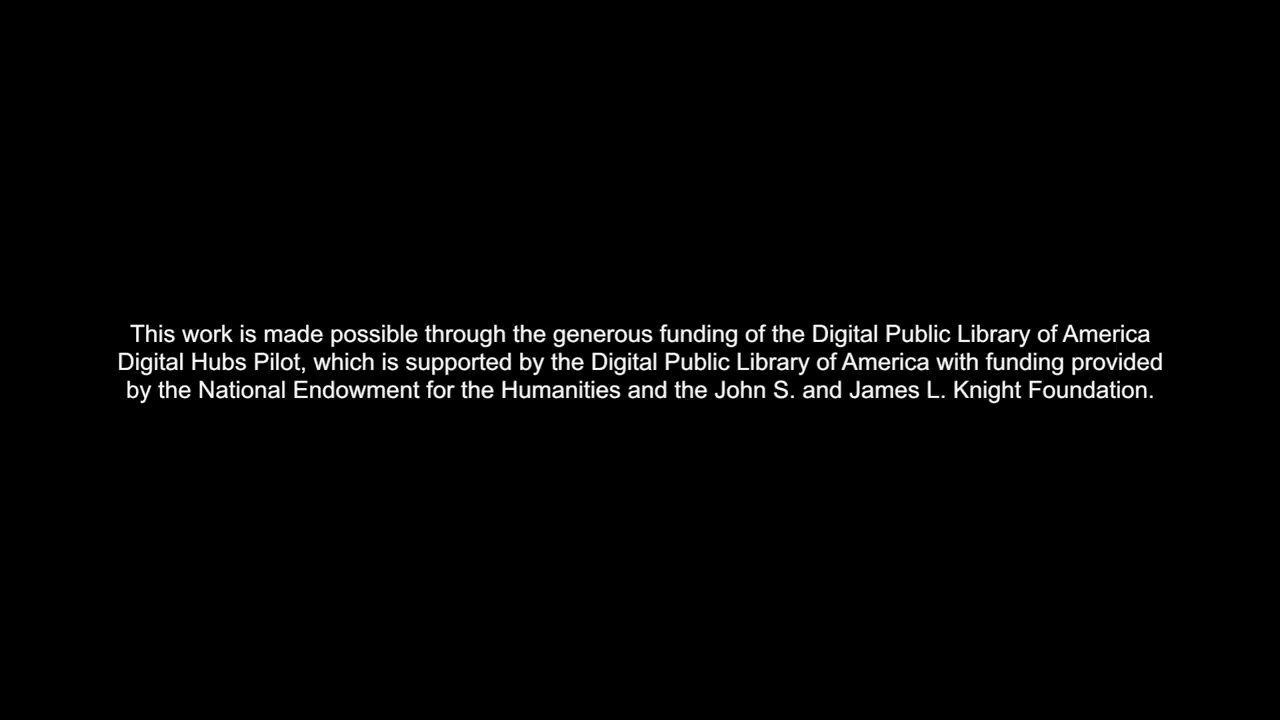 This work is made possible through the generous funding of the Digital Public Library of America
Digital Hubs Pilot, which is supported by the Digital Public Library of America with funding provided
by the National Endowment for the Humanities and the John S. and James L. Knight Foundation.